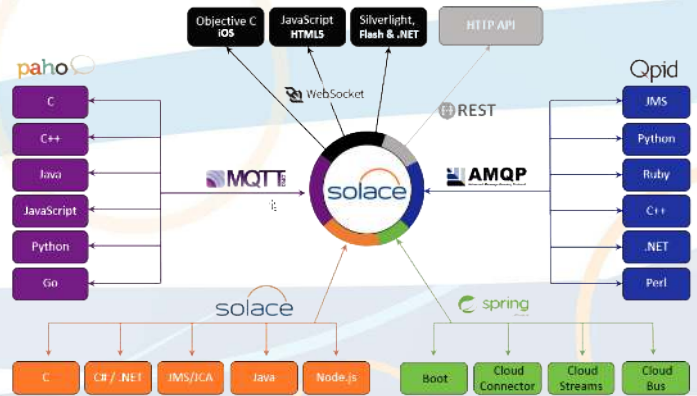 Objective C
iOS
JavaScript
HTML5
Silverlight,
Flash & .NET
HTTP API
paho
Qpid
WebSocket
{-} REST
C
C++
Java
JavaScript
Python
Go
MQTT
solace
AMQP
JMS
Python
Ruby
C++
.NET
Perl
solace
spring
C
C# / .NET
JMS/JCA
Java
Node.js
Boot
Cloud
Connector
Cloud
Streams
Cloud
Bus